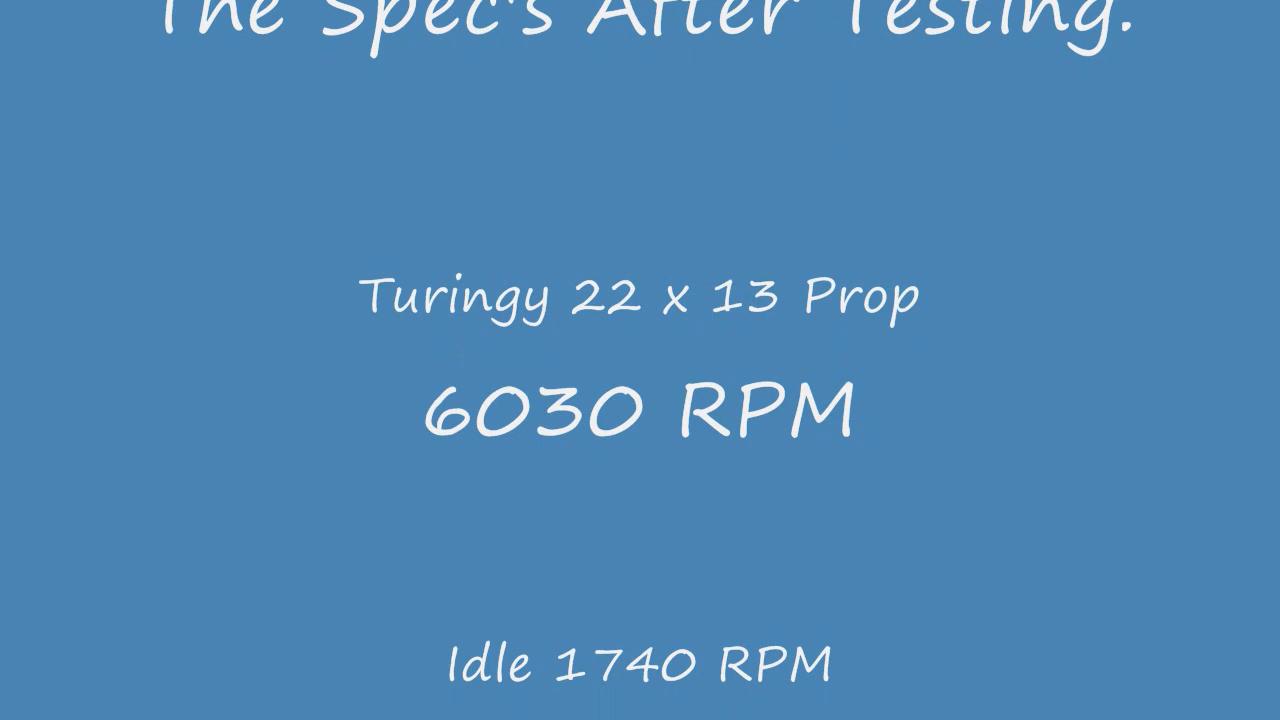 The Spec's After Testing.
Turingy 22 x 13 Prop
6030 RPM
Idle 1740 RPM